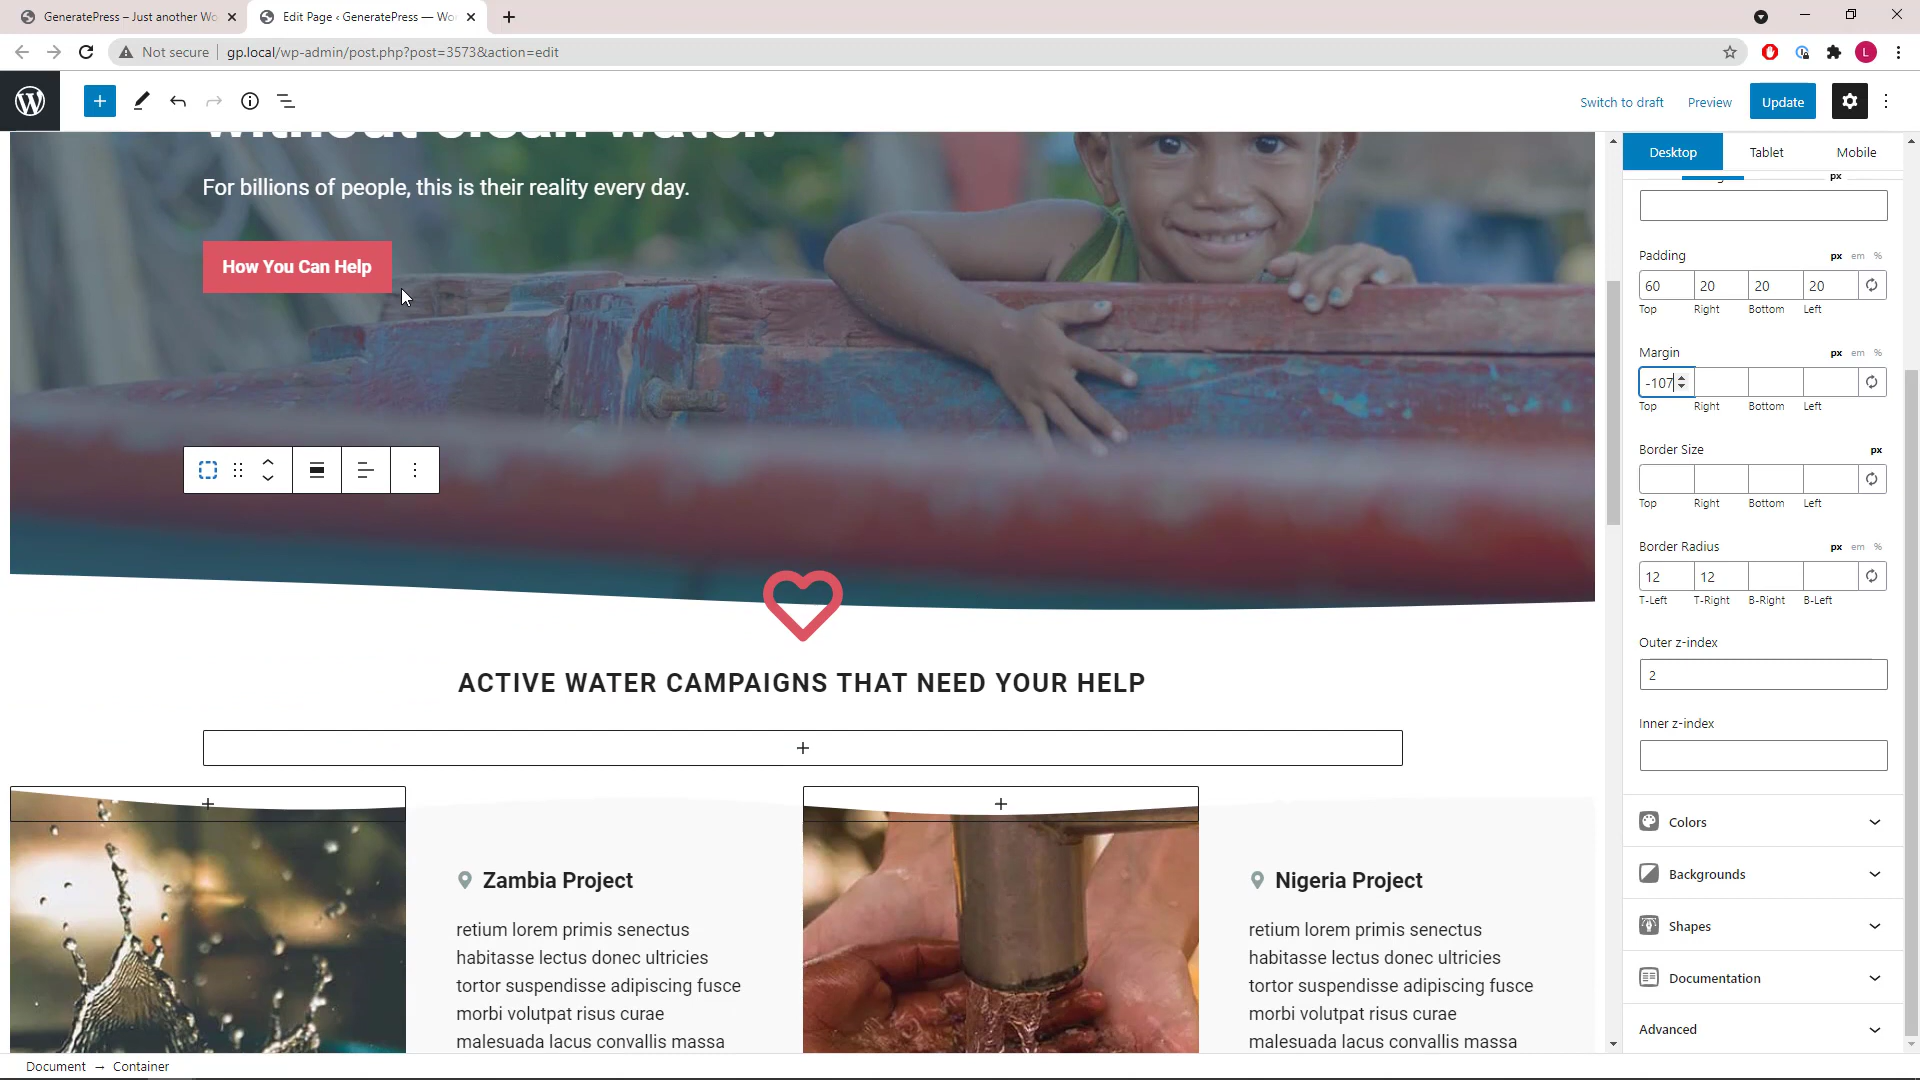 GeneratePress – Just another Wo
Edit Page ‹ GeneratePress — Wor
Not secure
gp.local/wp-admin/post.php?post=3573&action=edit
L
Switch to draft
Preview
Update
without clean water.
For billions of people, this is their reality every day.
How You Can Help
ACTIVE WATER CAMPAIGNS THAT NEED YOUR HELP
Zambia Project
retium lorem primis senectus
habitasse lectus donec ultricies
tortor suspendisse adipiscing fusce
morbi volutpat risus curae
malesuada lacus convallis massa
Nigeria Project
retium lorem primis senectus
habitasse lectus donec ultricies
tortor suspendisse adipiscing fusce
morbi volutpat risus curae
malesuada lacus convallis massa
Desktop
Tablet
Mobile
px
Padding
px em %
60 20 20 20
Top Right Bottom Left
Margin
px em %
-107
Top Right Bottom Left
Border Size
px
Top Right Bottom Left
Border Radius
px em %
12 12
T-Left T-Right B-Right B-Left
Outer z-index
2
Inner z-index
Colors
Backgrounds
Shapes
Documentation
Advanced
Document → Container